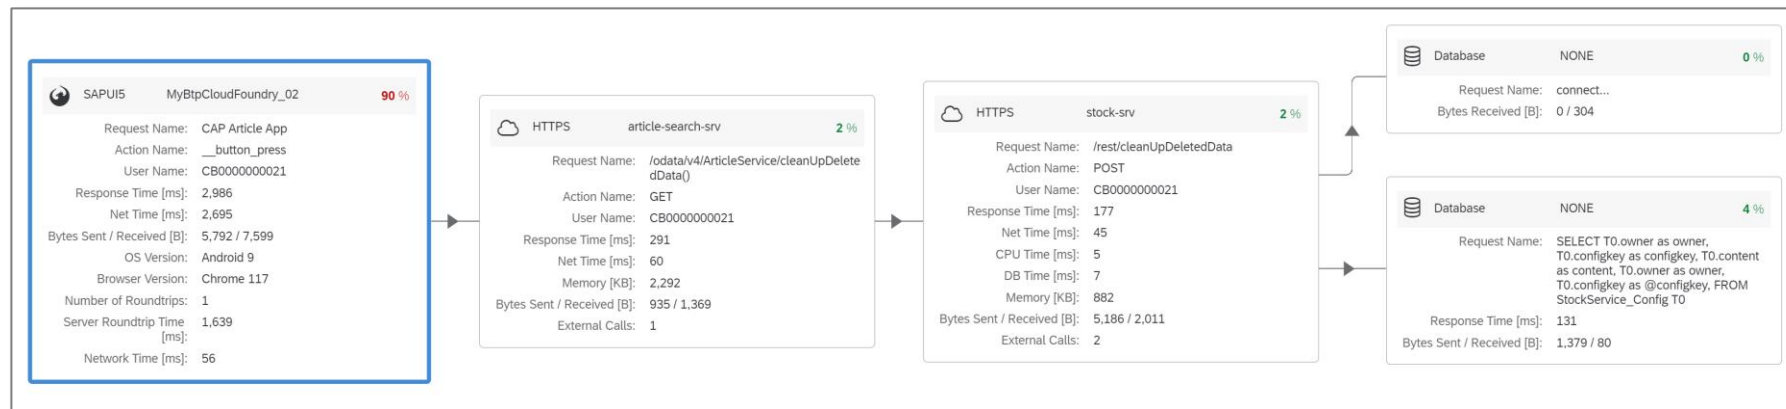 SAPUI5 MyBtpCloudFoundry_02 90 %
Request Name: CAP Article App
Action Name: __button_press
User Name: CB0000000021
Response Time [ms]: 2,986
Net Time [ms]: 2,695
Bytes Sent / Received [B]: 5,792 / 7,599
OS Version: Android 9
Browser Version: Chrome 117
Number of Roundtrips: 1
Server Roundtrip Time 1,639
[ms]:
Network Time [ms]: 56
HTTPS article-search-srv 2 %
Request Name: /odata/v4/ArticleService/cleanUpDelete
dData()
Action Name: GET
User Name: CB0000000021
Response Time [ms]: 291
Net Time [ms]: 60
Memory [KB]: 2,292
Bytes Sent / Received [B]: 935 / 1,369
External Calls: 1
HTTPS stock-srv 2 %
Request Name: /rest/cleanUpDeletedData
Action Name: POST
User Name: CB0000000021
Response Time [ms]: 177
Net Time [ms]: 45
CPU Time [ms]: 5
DB Time [ms]: 7
Memory [KB]: 882
Bytes Sent / Received [B]: 5,186 / 2,011
External Calls: 2
Database NONE 0 %
Request Name: connect...
Bytes Received [B]: 0 / 304
Database NONE 4 %
Request Name: SELECT T0.owner as owner,
T0.configkey as configkey, T0.content
as content, T0.owner as owner,
T0.configkey as @configkey, FROM
StockService_Config T0
Response Time [ms]: 131
Bytes Sent / Received [B]: 1,379 / 80